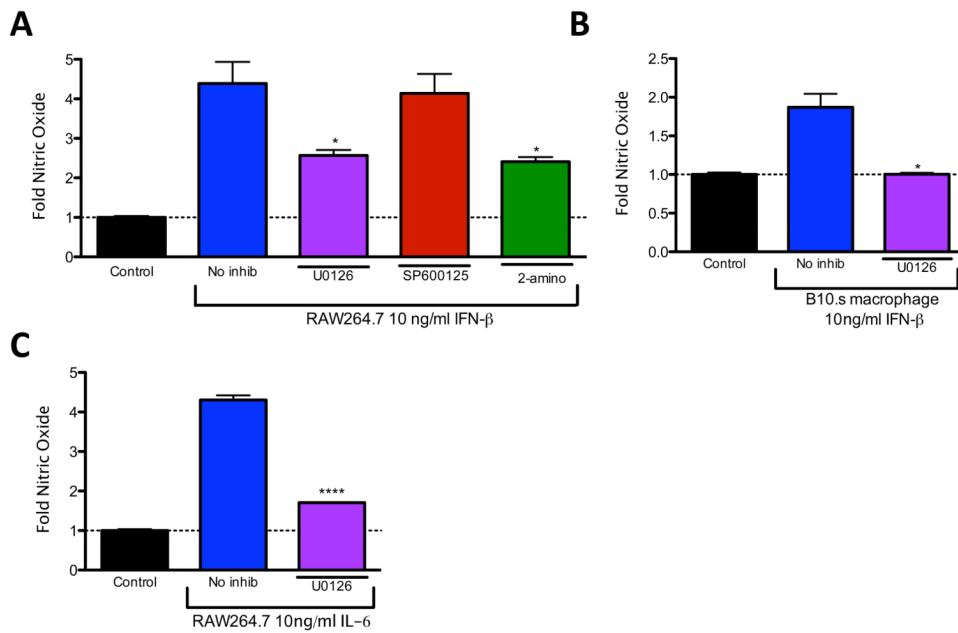 A
Fold Nitric Oxide
5
4
3
2
1
0
*
*
Control
No inhib
U0126
SP600125
2-amino
RAW264.7 10 ng/ml IFN-β
B
Fold Nitric Oxide
2.5
2.0
1.5
1.0
0.5
0.0
*
Control
No inhib
U0126
B10.s macrophage
10ng/ml IFN-β
C
Fold Nitric Oxide
5
4
3
2
1
0
****
Control
No inhib
U0126
RAW264.7 10ng/ml IL-6